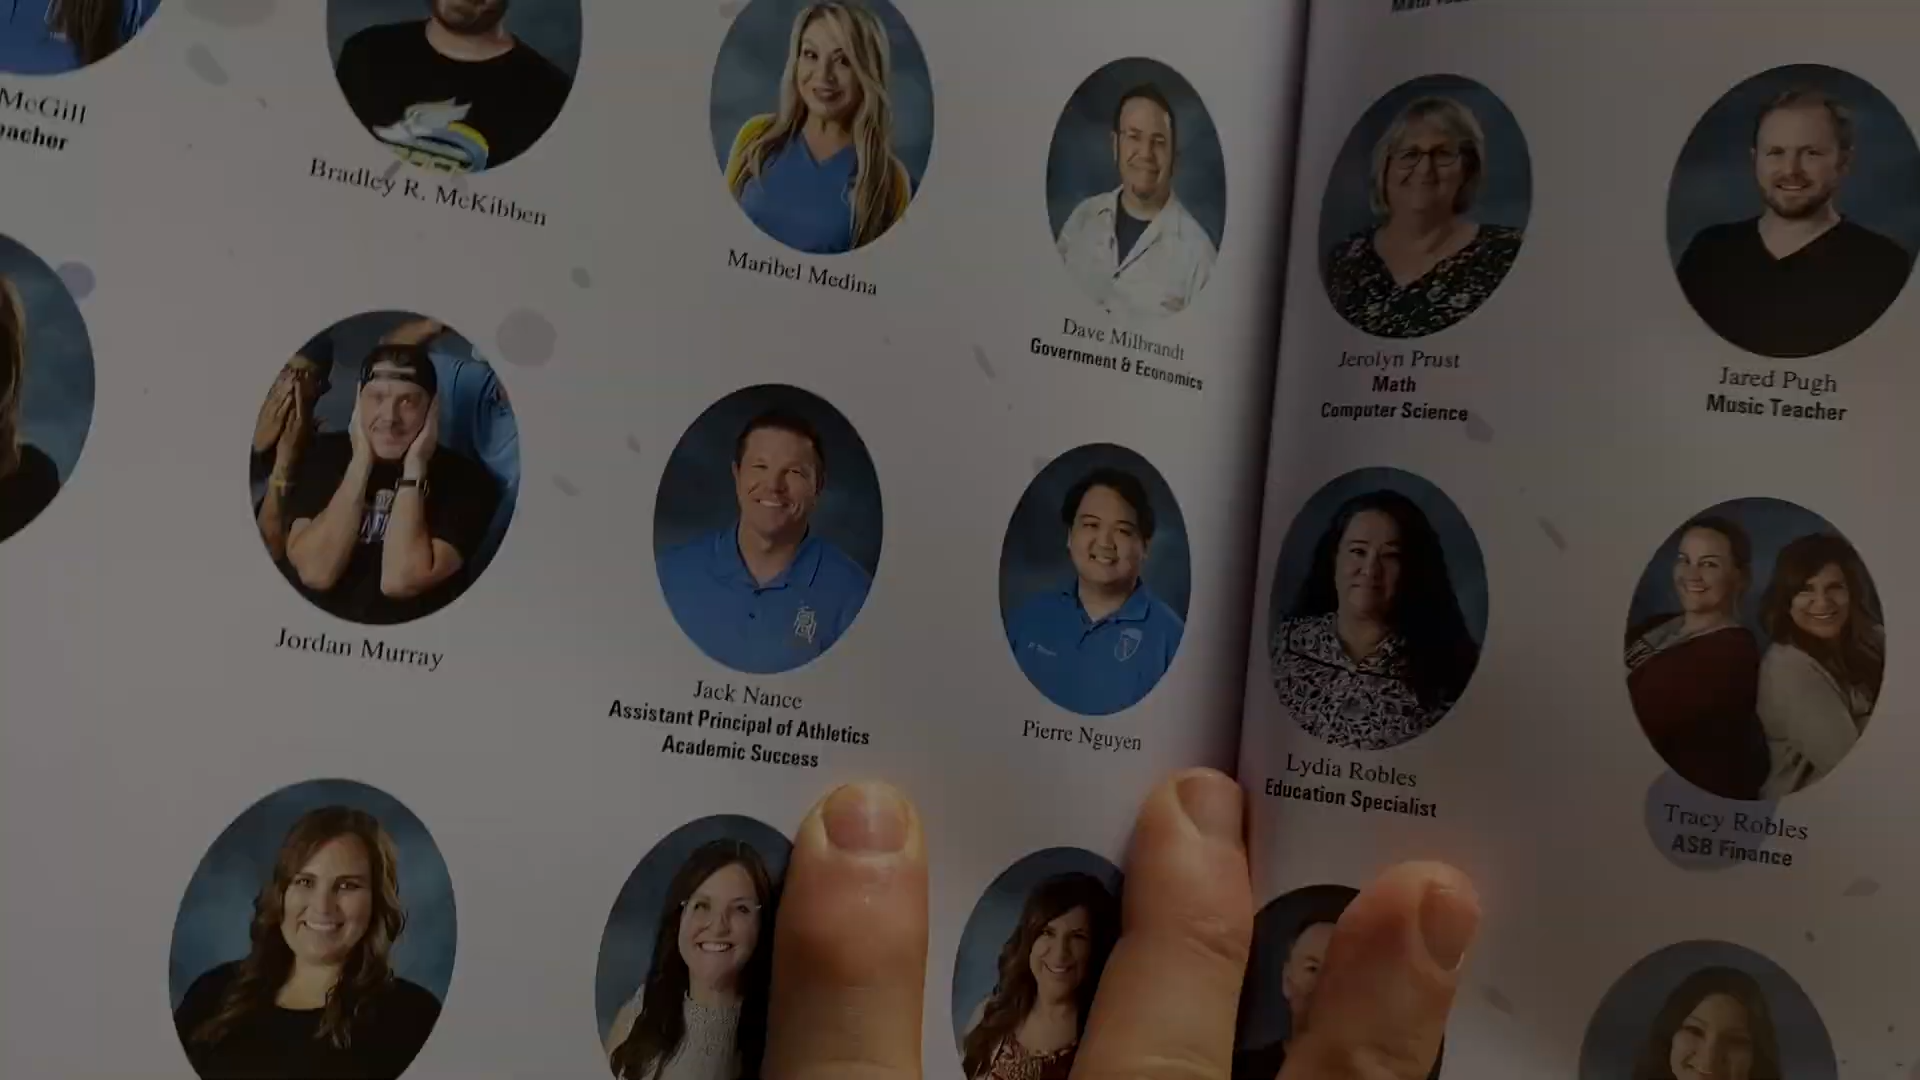 McGill
Bradley R. McKibben
Maribel Medina
Dave Milbrandt
Government & Economics
Jerolyn Prust
Math
Computer Science
Jared Pugh
Music Teacher
Jordan Murray
Jack Nance
Assistant Principal of Athletics
Academic Success
Pierre Nguyen
Lydia Robles
Education Specialist
Tracy Robles
ASB Finance